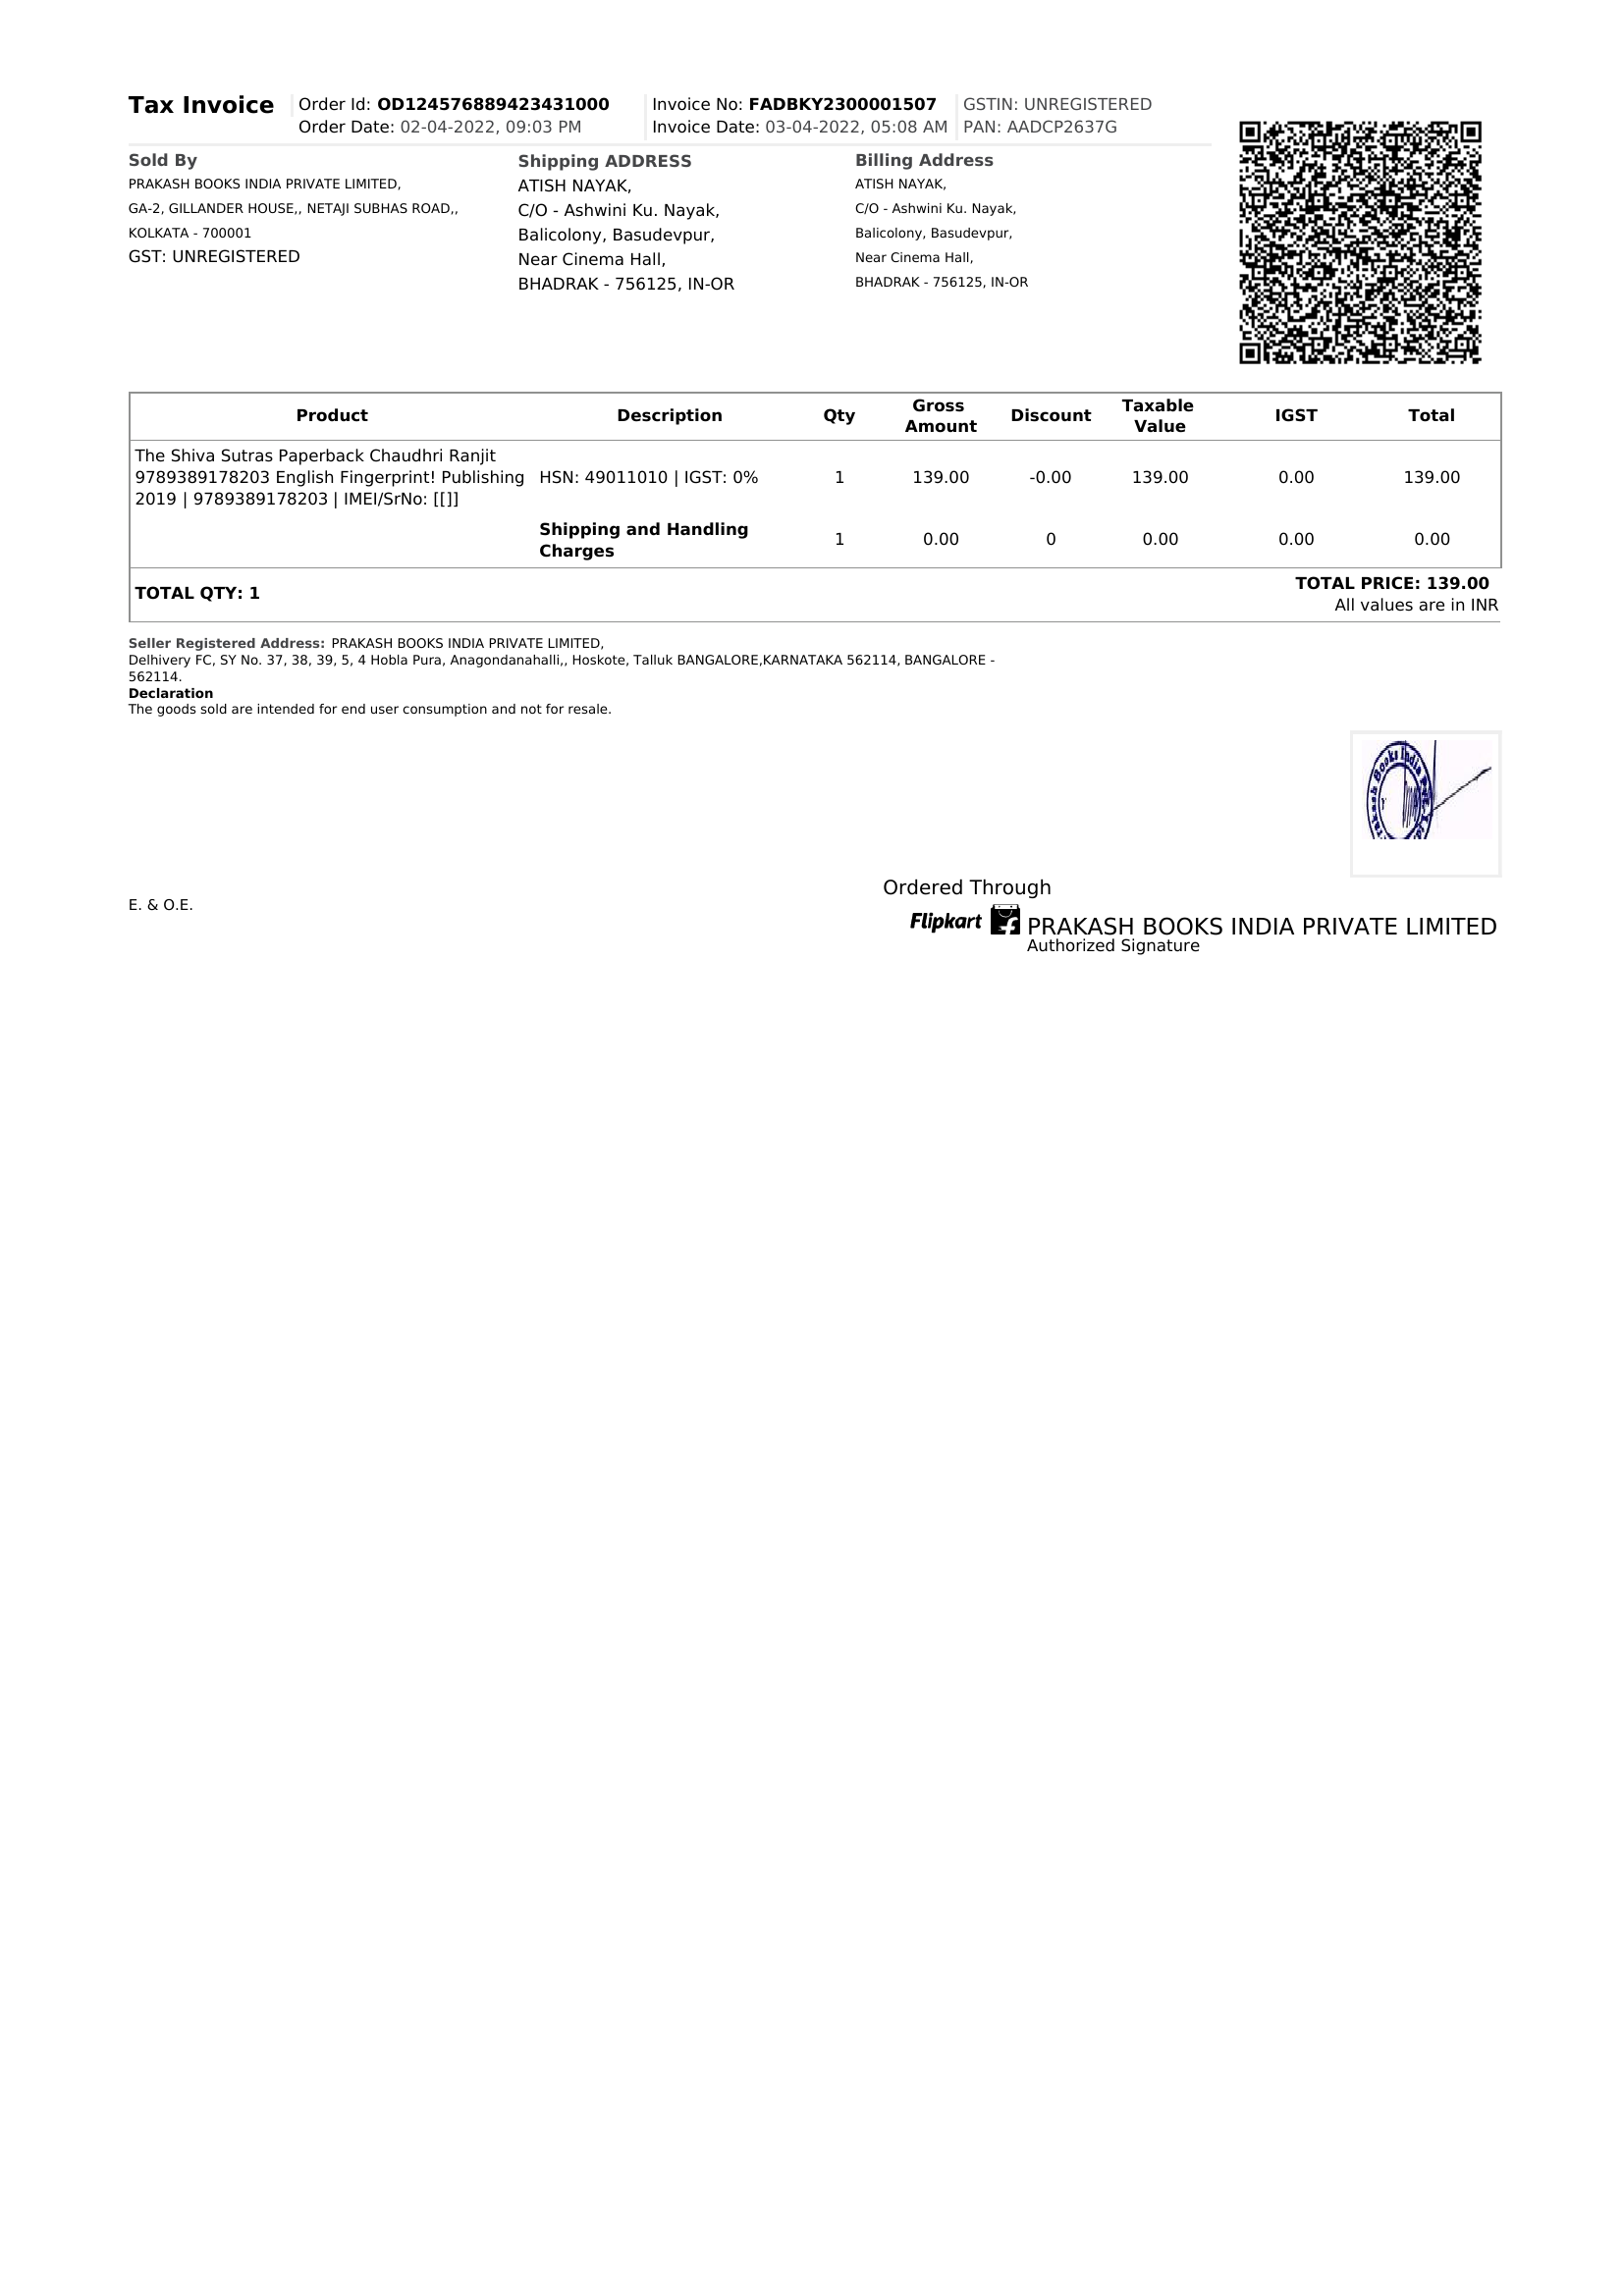 Tax Invoice
Order Id: OD124576889423431000
Order Date: 02-04-2022, 09:03 PM
Invoice No: FADBKY2300001507
Invoice Date: 03-04-2022, 05:08 AM
GSTIN: UNREGISTERED
PAN: AADCP2637G
Sold By
PRAKASH BOOKS INDIA PRIVATE LIMITED,
GA-2, GILLANDER HOUSE,, NETAJI SUBHAS ROAD,,
KOLKATA - 700001
GST: UNREGISTERED
Shipping ADDRESS
ATISH NAYAK,
C/O - Ashwini Ku. Nayak,
Balicolony, Basudevpur,
Near Cinema Hall,
BHADRAK - 756125, IN-OR
Billing Address
ATISH NAYAK,
C/O - Ashwini Ku. Nayak,
Balicolony, Basudevpur,
Near Cinema Hall,
BHADRAK - 756125, IN-OR
Product Description Qty Gross Amount Discount Taxable Value IGST Total
The Shiva Sutras Paperback Chaudhri Ranjit
9789389178203 English Fingerprint! Publishing
2019 | 9789389178203 | IMEI/SrNo: [[]]
HSN: 49011010 | IGST: 0% 1 139.00 -0.00 139.00 0.00 139.00
Shipping and Handling
Charges
1 0.00 0 0.00 0.00 0.00
TOTAL QTY: 1
TOTAL PRICE: 139.00
All values are in INR
Seller Registered Address: PRAKASH BOOKS INDIA PRIVATE LIMITED,
Delhivery FC, SY No. 37, 38, 39, 5, 4 Hobla Pura, Anagondanahalli,, Hoskote, Talluk BANGALORE,KARNATAKA 562114, BANGALORE -
562114.
Declaration
The goods sold are intended for end user consumption and not for resale.
Books India Pvt.
E. & O.E.
Ordered Through
Flipkart
PRAKASH BOOKS INDIA PRIVATE LIMITED
Authorized Signature